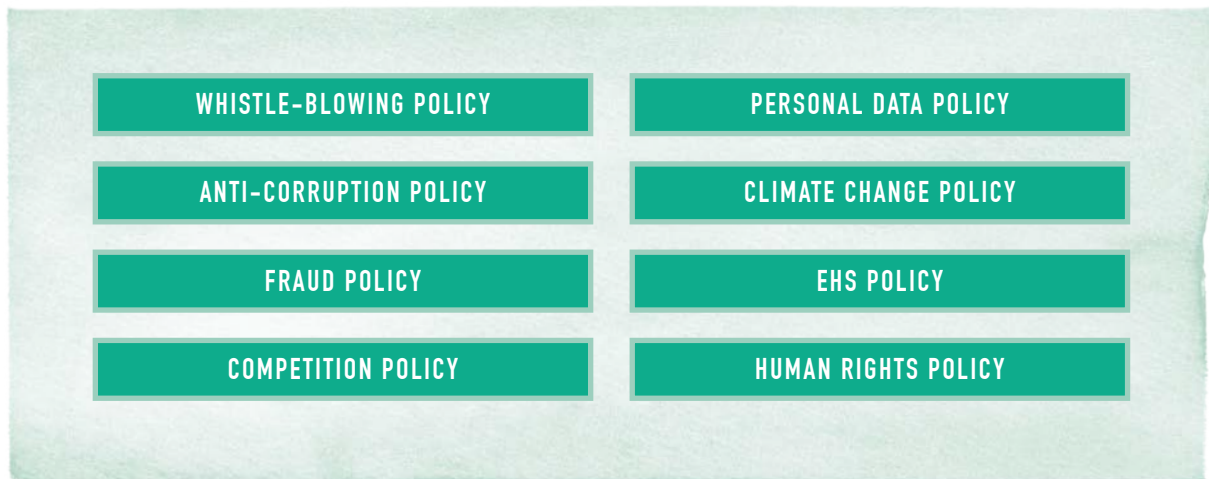 WHISTLE-BLOWING POLICY
PERSONAL DATA POLICY
ANTI-CORRUPTION POLICY
CLIMATE CHANGE POLICY
FRAUD POLICY
EHS POLICY
COMPETITION POLICY
HUMAN RIGHTS POLICY